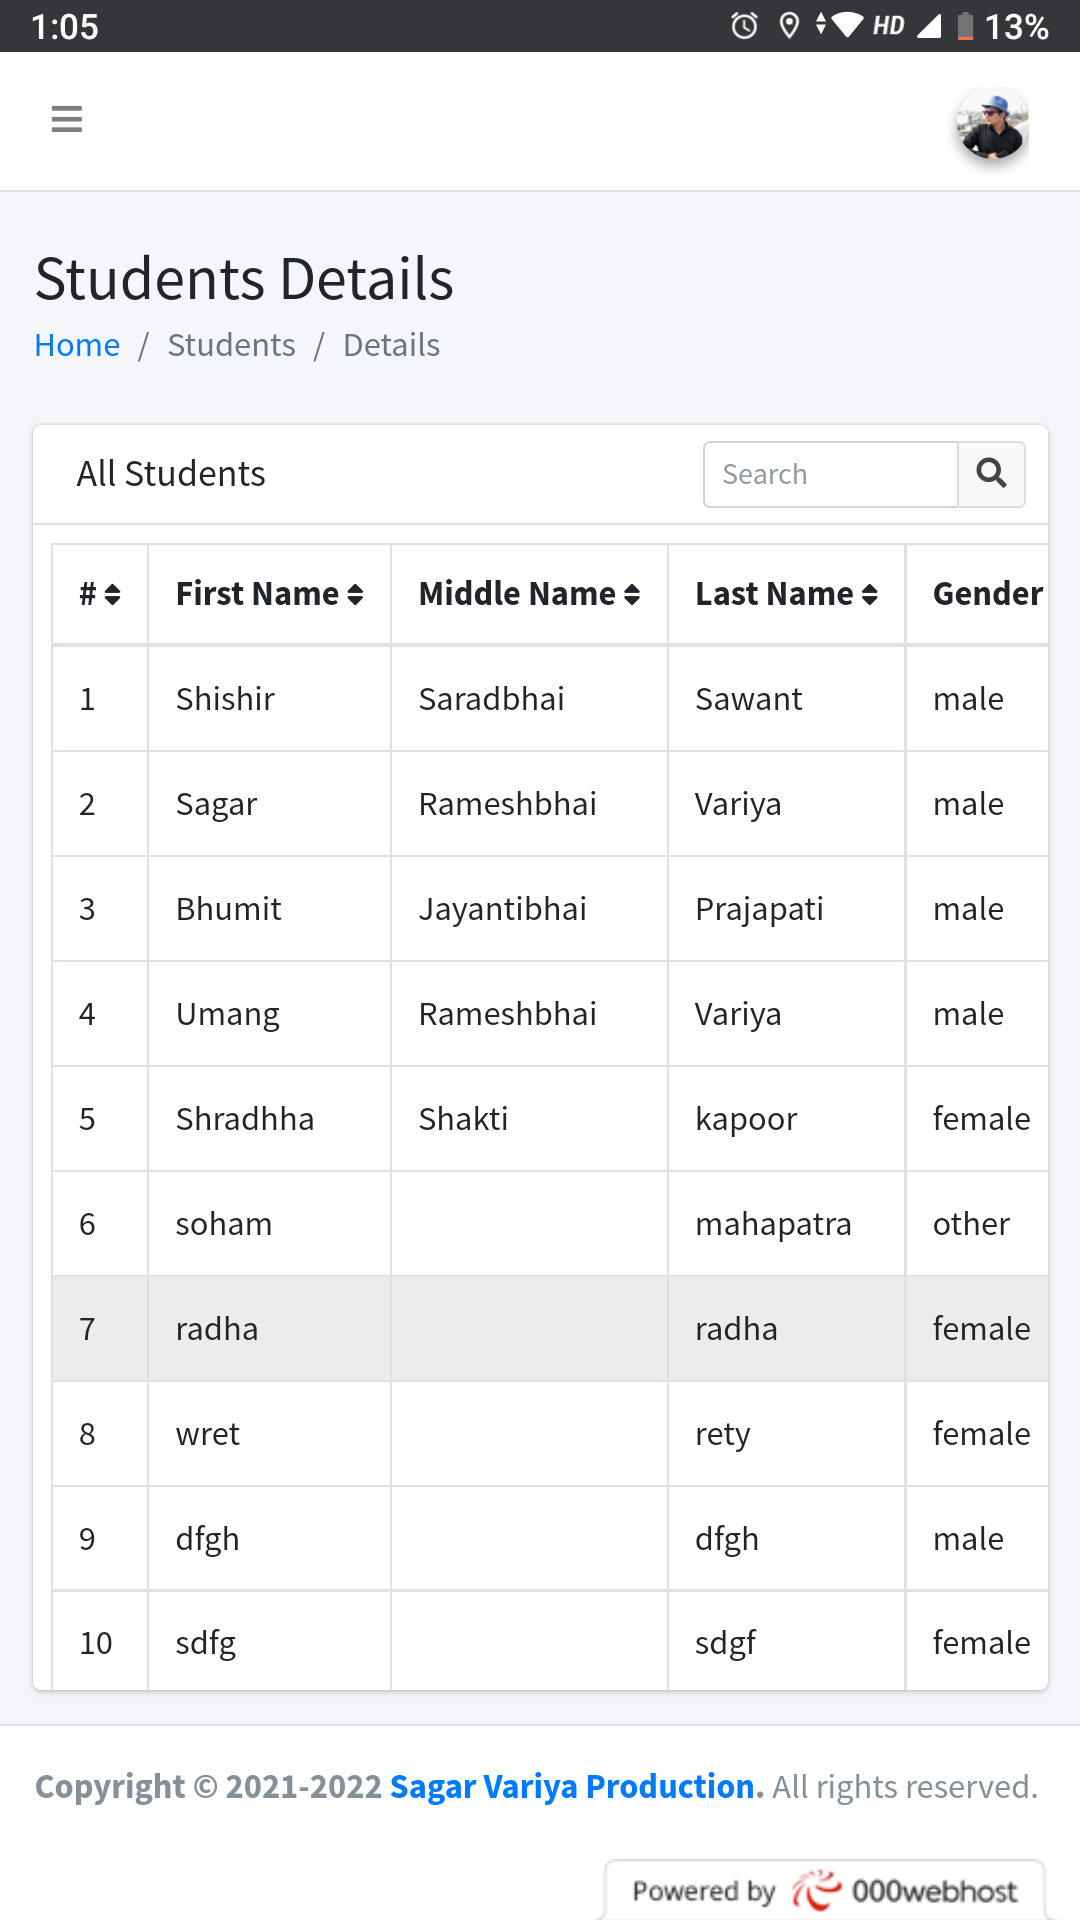 1:05 HD 13%
Students Details
Home / Students / Details
All Students Search
# First Name Middle Name Last Name Gender
1 Shishir Saradbhai Sawant male
2 Sagar Rameshbhai Variya male
3 Bhumit Jayantibhai Prajapati male
4 Umang Rameshbhai Variya male
5 Shradhha Shakti kapoor female
6 soham mahapatra other
7 radha radha female
8 wret rety female
9 dfgh dfgh male
10 sdfg sdgf female
Copyright © 2021-2022 Sagar Variya Production. All rights reserved.
Powered by 000webhost